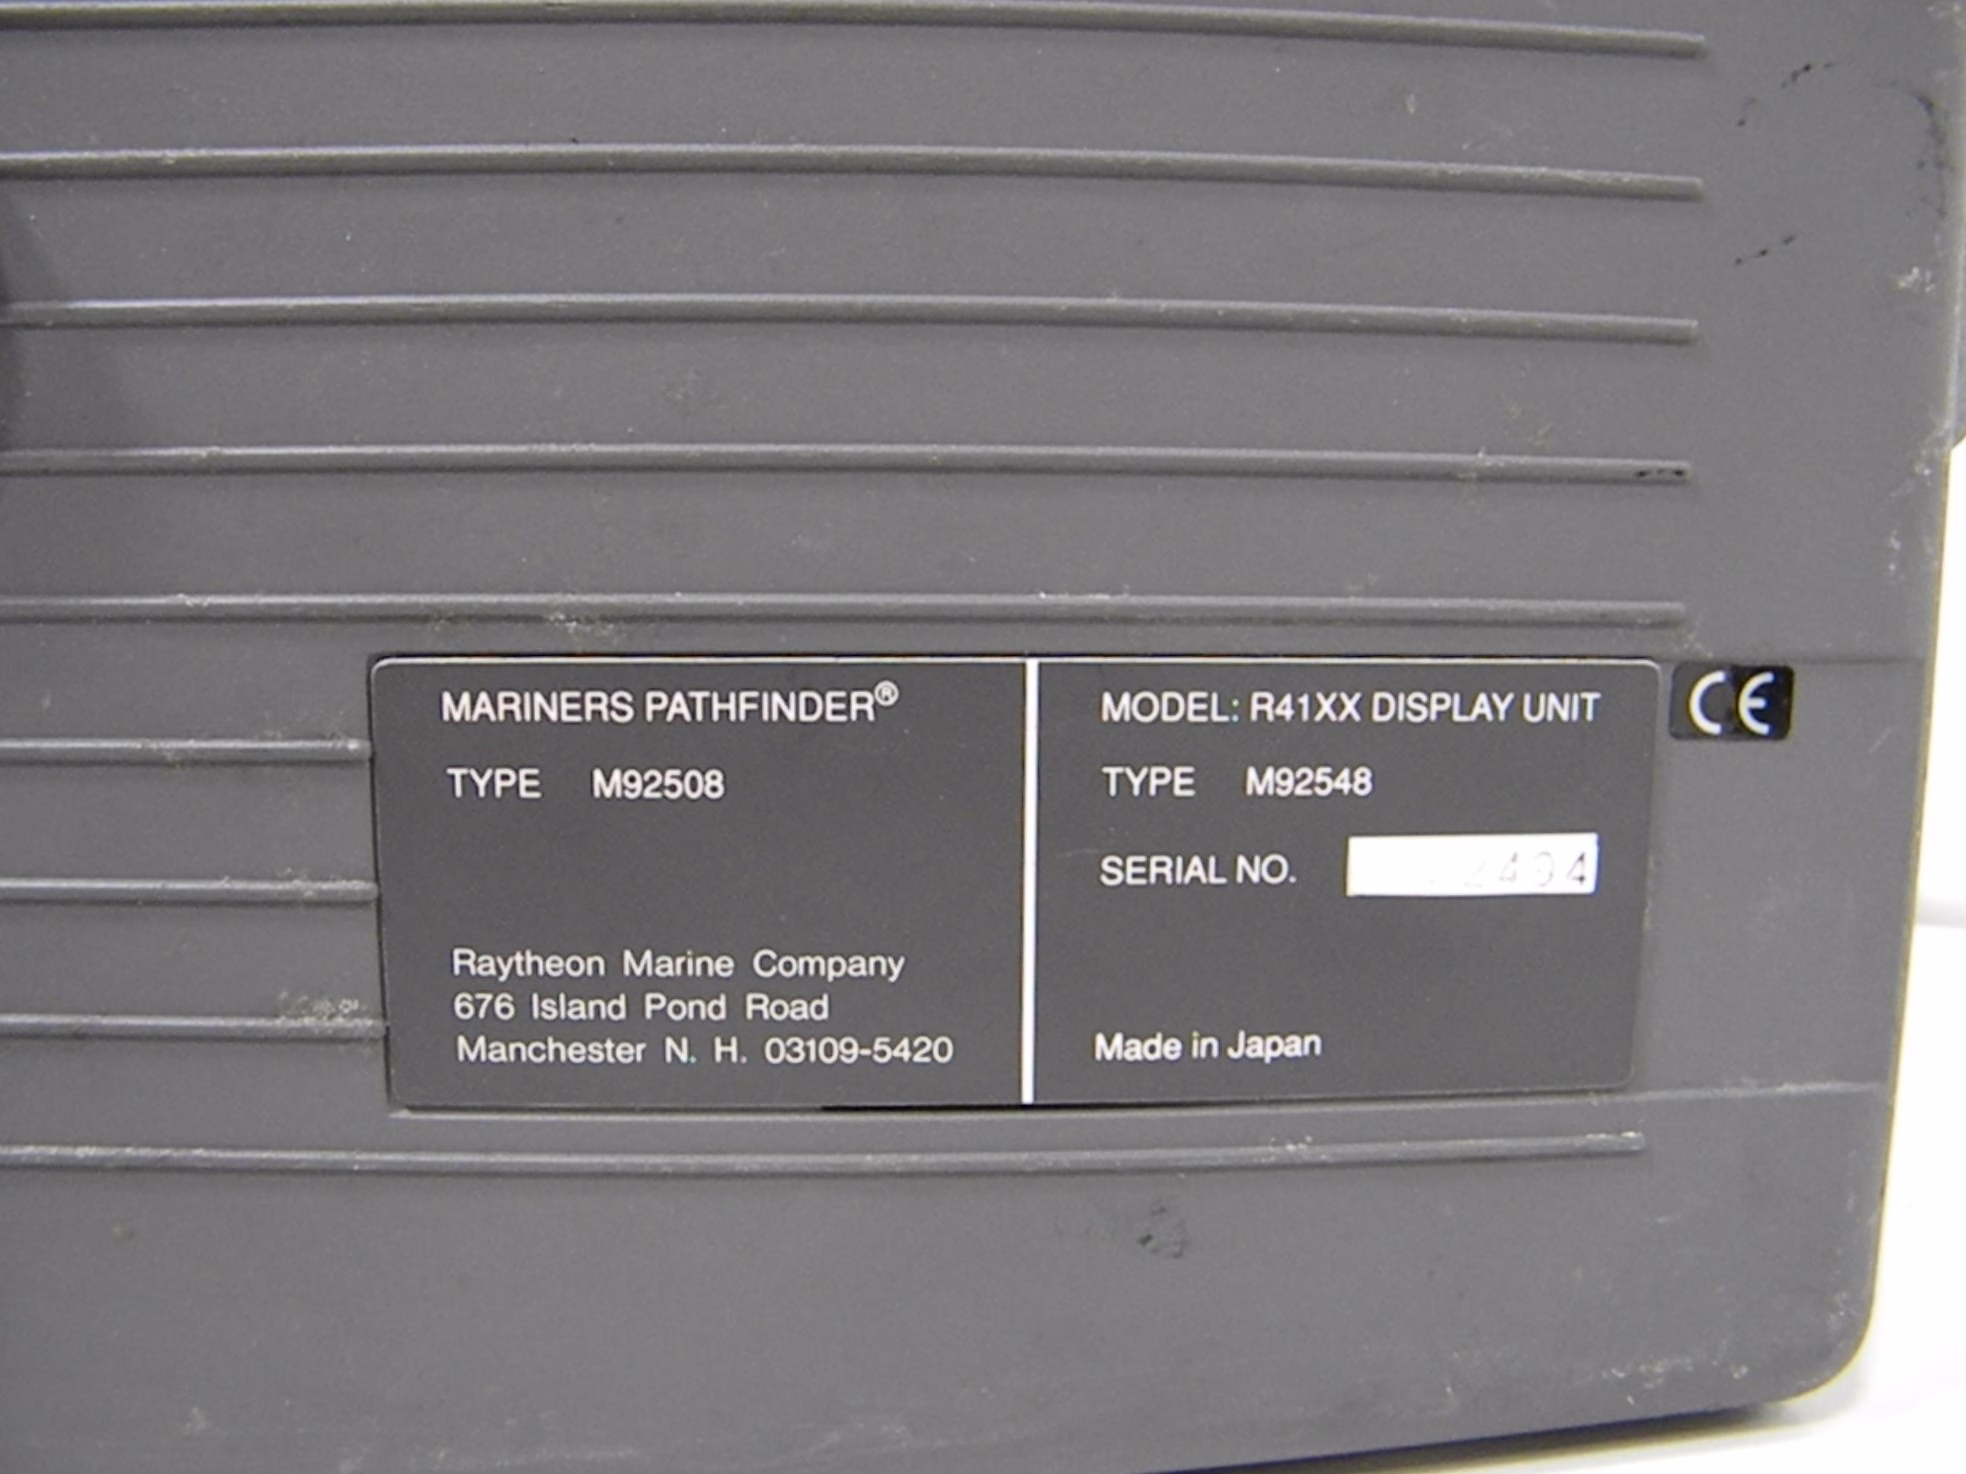 MARINERS PATHFINDER®
TYPE M92508
Raytheon Marine Company
676 Island Pond Road
Manchester N. H. 03109-5420
MODEL: R41XX DISPLAY UNIT
TYPE M92548
SERIAL NO.
Made in Japan
CE